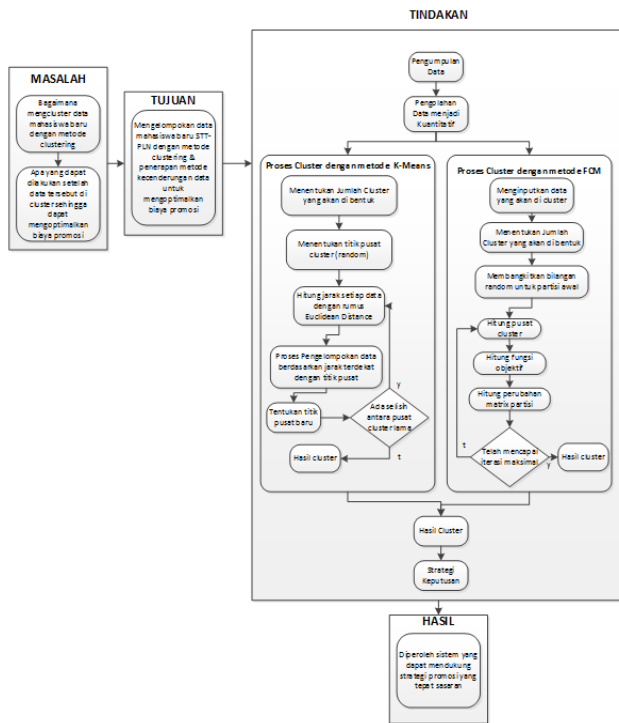 TINDAKAN
MASALAH
Bagaimana
mengcluster data
mahasiswa baru
dengan metode
clustering
Apa yang dapat
dilakukan setelah
data tersebut di
cluster sehingga
dapat
mengoptimalkan
biaya promosi
TUJUAN
Mengelompokan data
mahasiswa baru STT-
PLN dengan metode
clustering &
penerapan metode
kecenderungan data
untuk
mengoptimalkan
biaya promosi
Pengumpulan
Data
Pengolahan
Data menjadi
Kuantitatif
Proses Cluster dengan metode K-Means
Menentukan Jumlah Cluster
yang akan di bentuk
Menentukan titik pusat
cluster (random)
Hitung jarak setiap data
dengan rumus
Euclidean Distance
Proses Pengelompokan data
berdasarkan jarak terdekat
dengan titik pusat
Tentukan titik
pusat baru
Ada selish
antara pusat
cluster lama
y
t
Hasil cluster
Proses Cluster dengan metode FCM
Menginputkan data
yang akan di cluster
Menentukan Jumlah
Cluster yang akan di bentuk
Membangkitkan bilangan
random untuk partisi awal
Hitung pusat
cluster
Hitung fungsi
objektif
Hitung perubahan
matrix partisi
Telah mencapai
iterasi maksimal
t
y
Hasil cluster
Hasil Cluster
Strategi
Keputusan
HASIL
Diperoleh sistem yang
dapat mendukung
strategi promosi yang
tepat sasaran